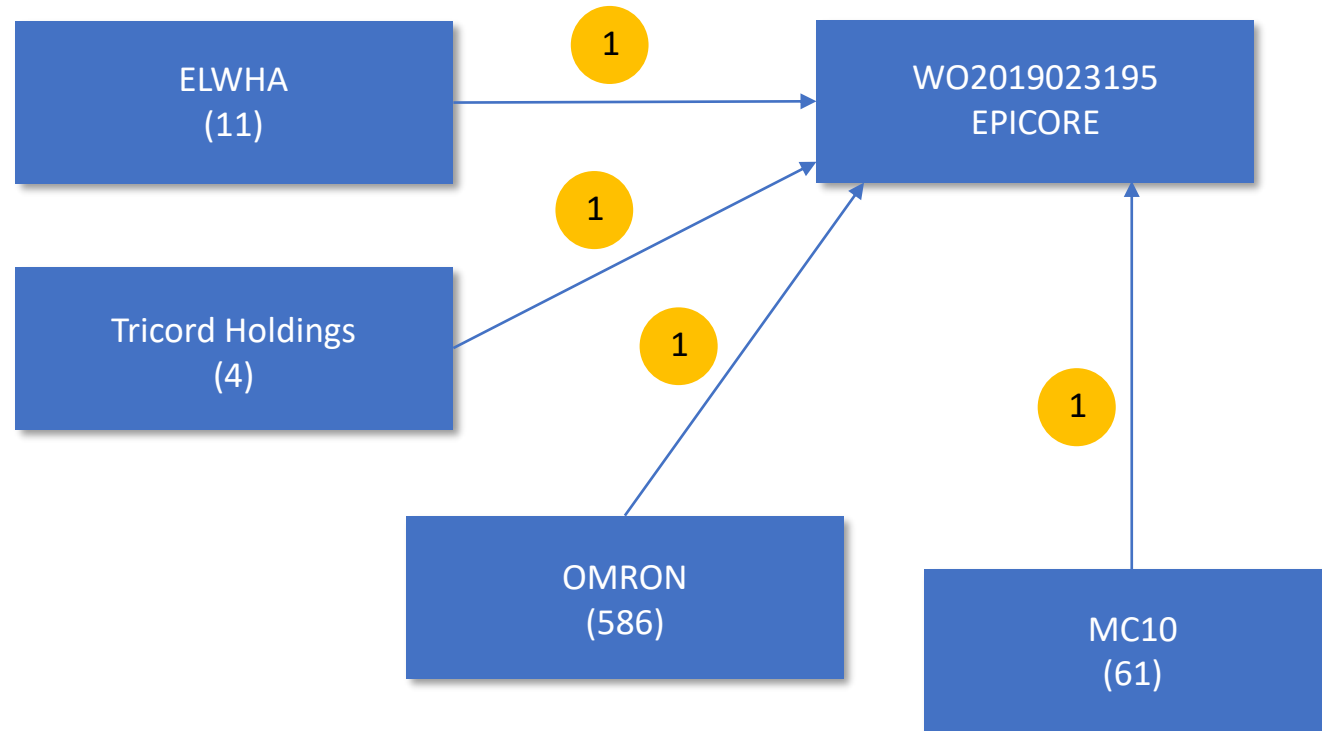 ELWHA
(11)
1
WO2019023195
EPICORE
1
Tricord Holdings
(4)
1
1
OMRON
(586)
MC10
(61)